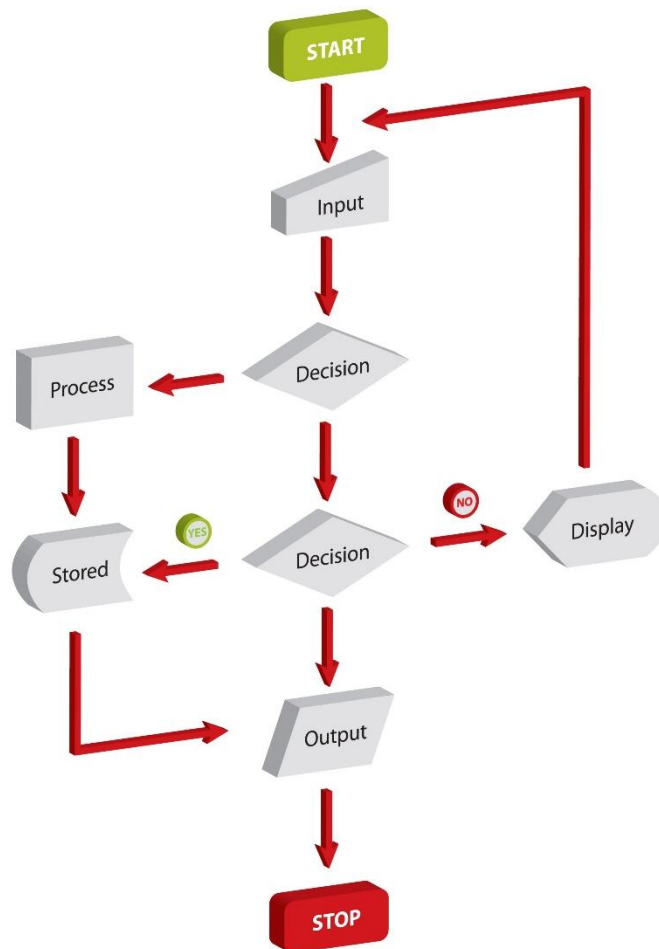 START
Input
Decision
Process
NO
Display
YES
Decision
Stored
Output
STOP